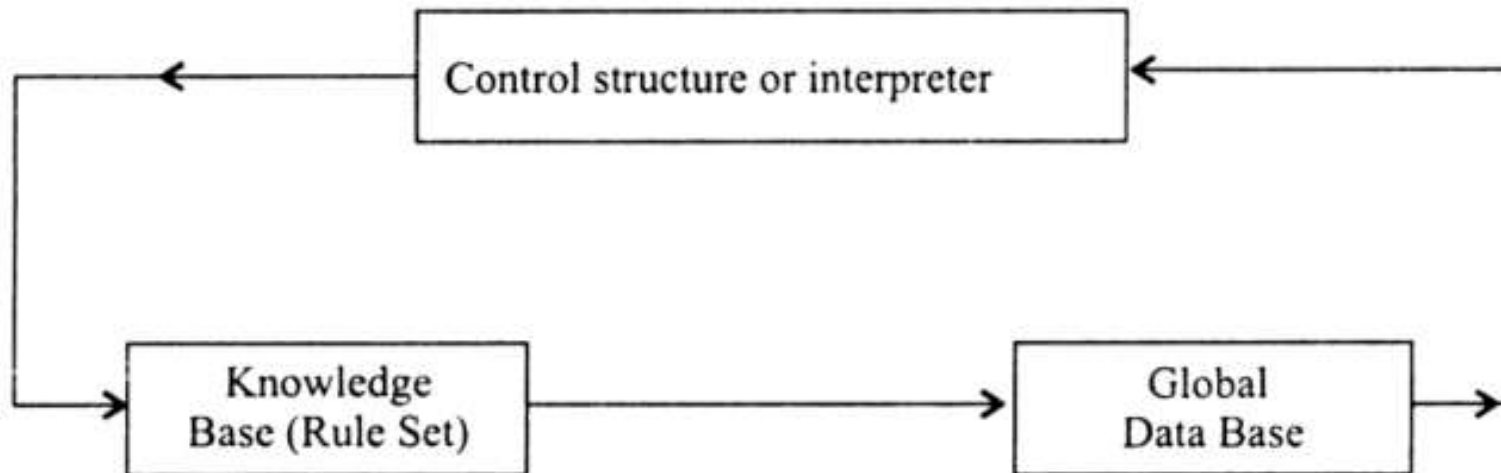 Control structure or interpreter
Knowledge
Base (Rule Set)
Global
Data Base